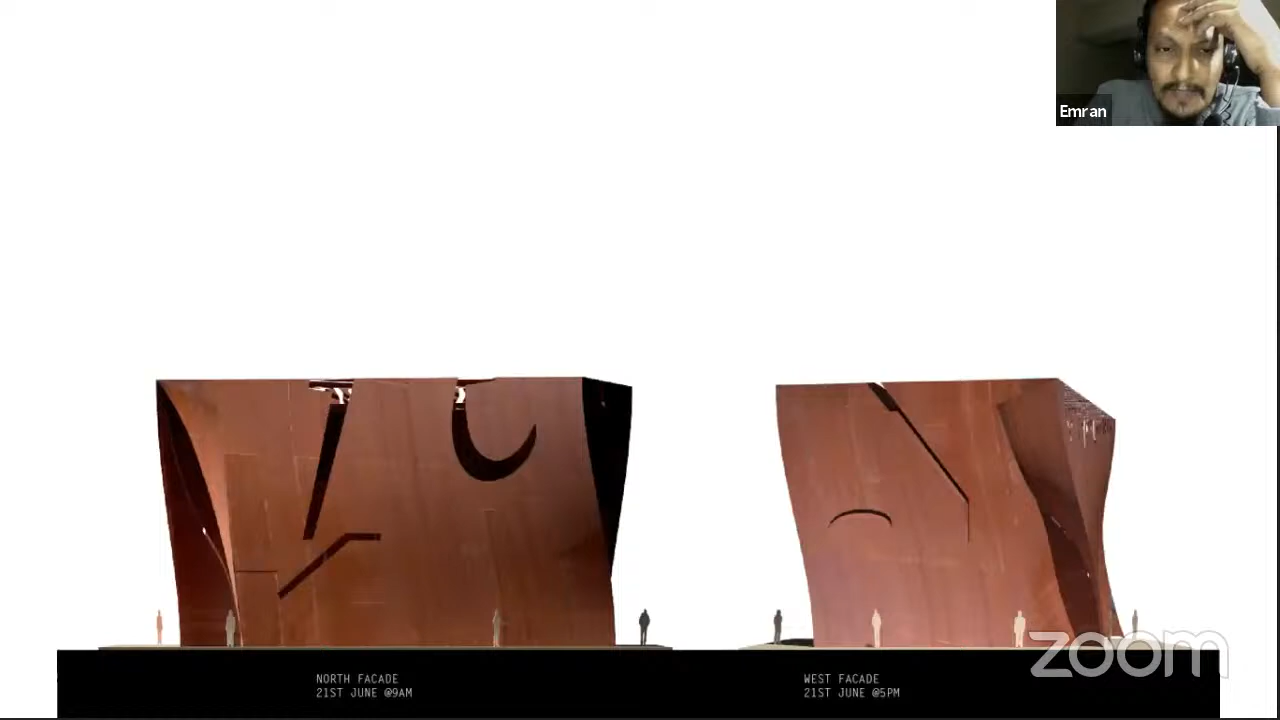 Emran
zoom
NORTH FACADE
21ST JUNE @9AM
WEST FACADE
21ST JUNE @5PM